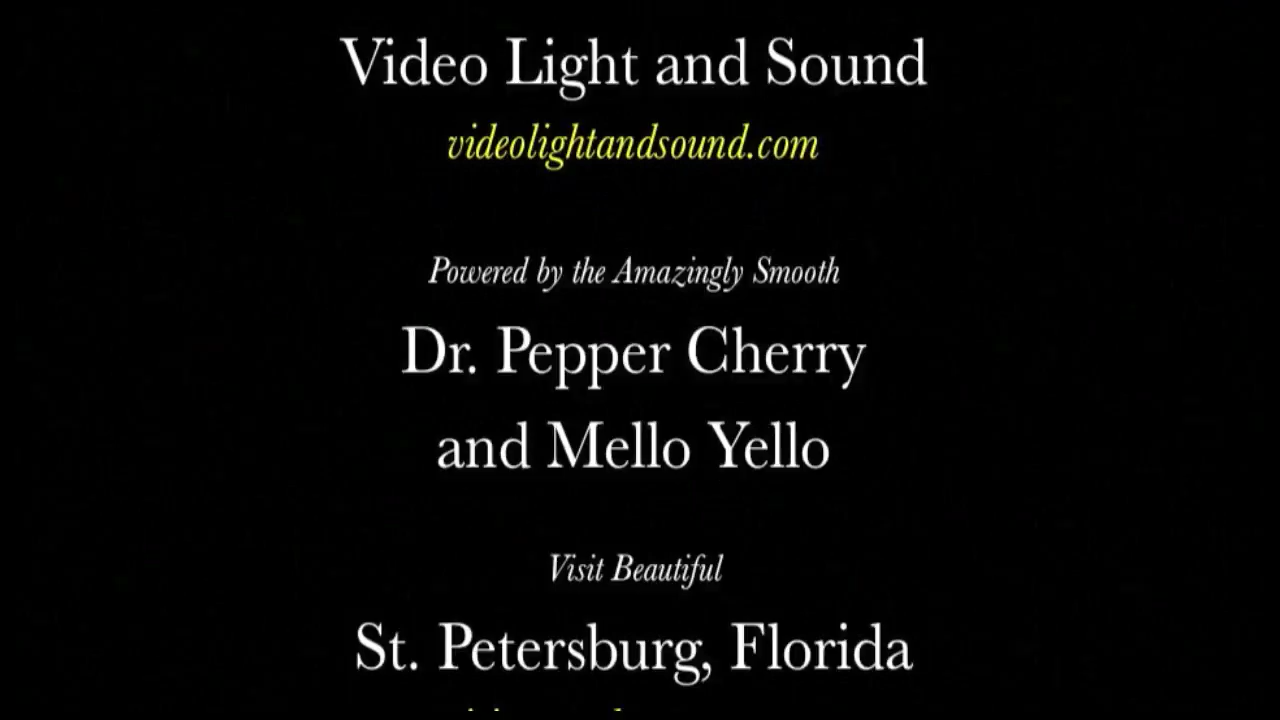 Video Light and Sound
videolightandsound.com
Powered by the Amazingly Smooth
Dr. Pepper Cherry
and Mello Yello
Visit Beautiful
St. Petersburg, Florida